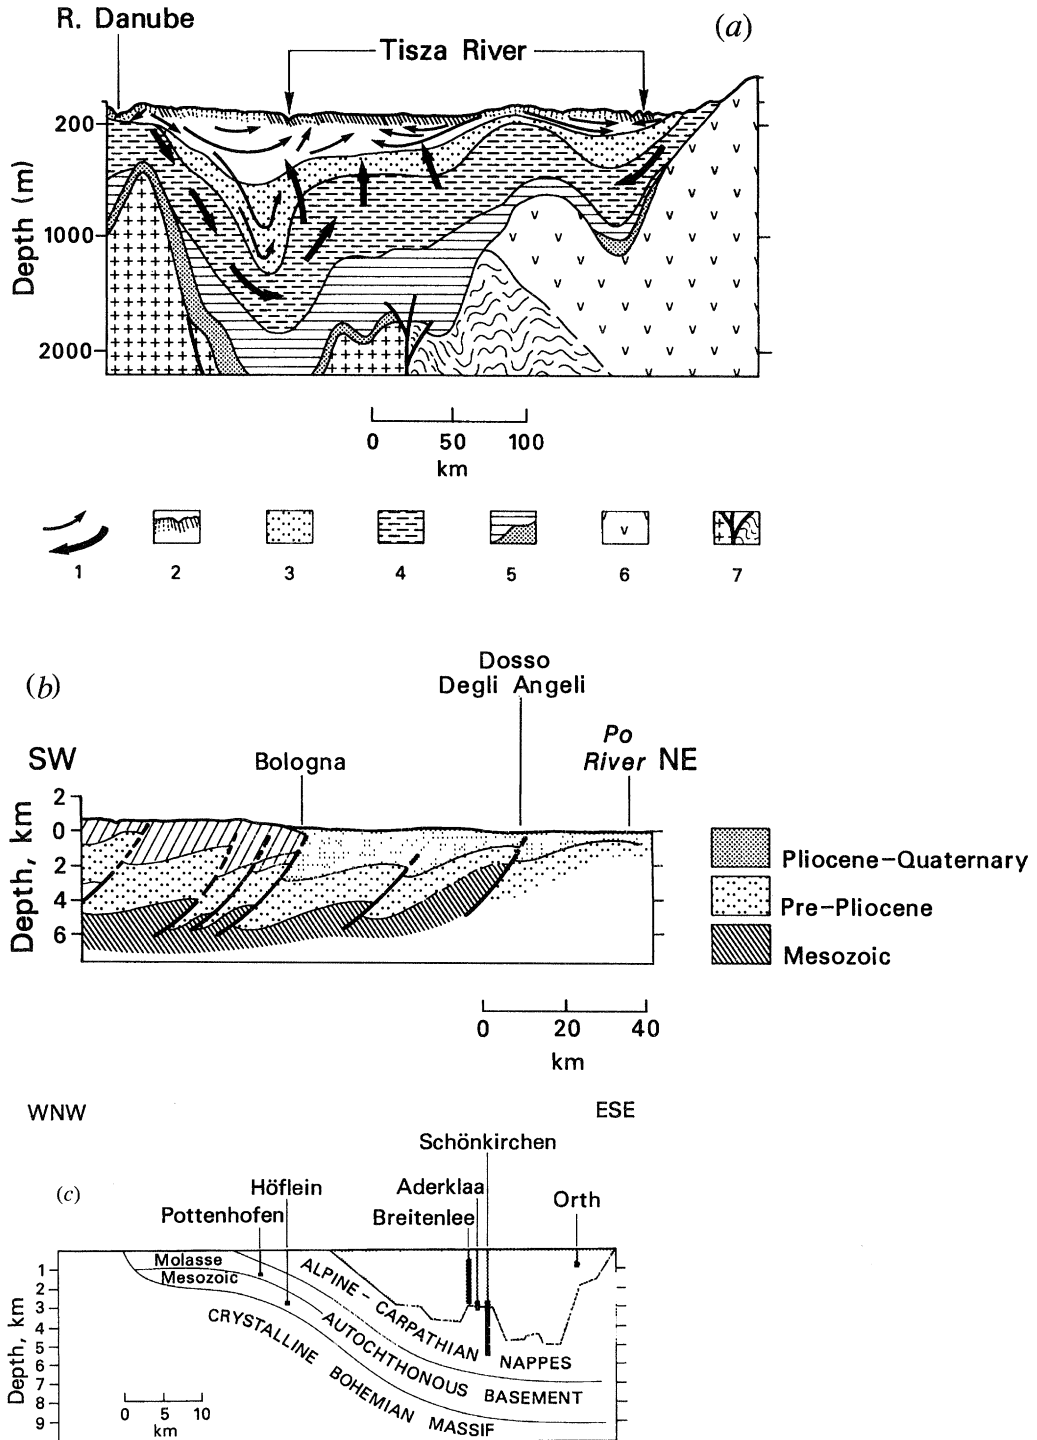 R. Danube
(a)
Tisza River
Depth (m)
200
1000
2000
0 50 100
km
1 2 3 4 5 6 7
(b)
Dosso
Degli Angeli
SW
Bologna
Po
River NE
Depth, km
2
0
2
4
6
Pliocene-Quaternary
Pre-Pliocene
Mesozoic
0 20 40
km
WNW
ESE
Schönkirchen
(c)
Höflein
Aderklaa
Pottenhofen
Breitenlee
Orth
Depth, km
1
2
3
4
5
6
7
8
9
Molasse
Mesozoic
ALPINE-CARPATHIAN NAPPES
AUTOCHTHONOUS BASEMENT
CRYSTALLINE BOHEMIAN MASSIF
0 5 10
km